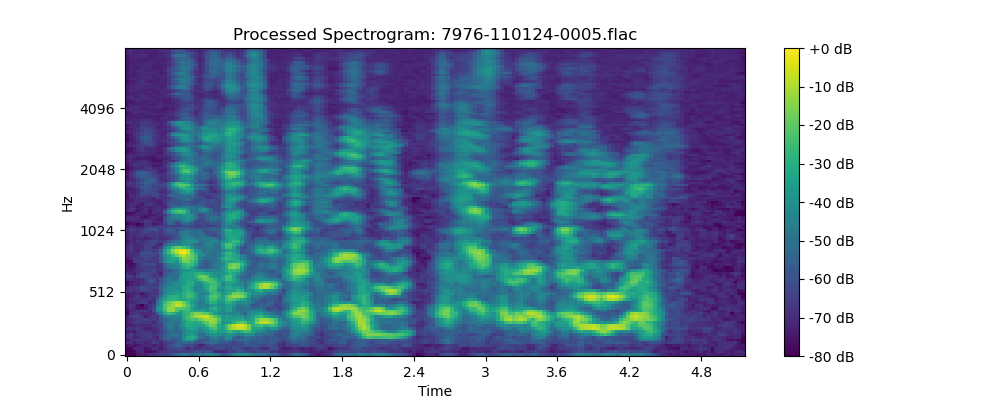 Processed Spectrogram: 7976-110124-0005.flac
Hz
4096
2048
1024
512
0
0 0.6 1.2 1.8 2.4 3 3.6 4.2 4.8
Time
+0 dB
-10 dB
-20 dB
-30 dB
-40 dB
-50 dB
-60 dB
-70 dB
-80 dB